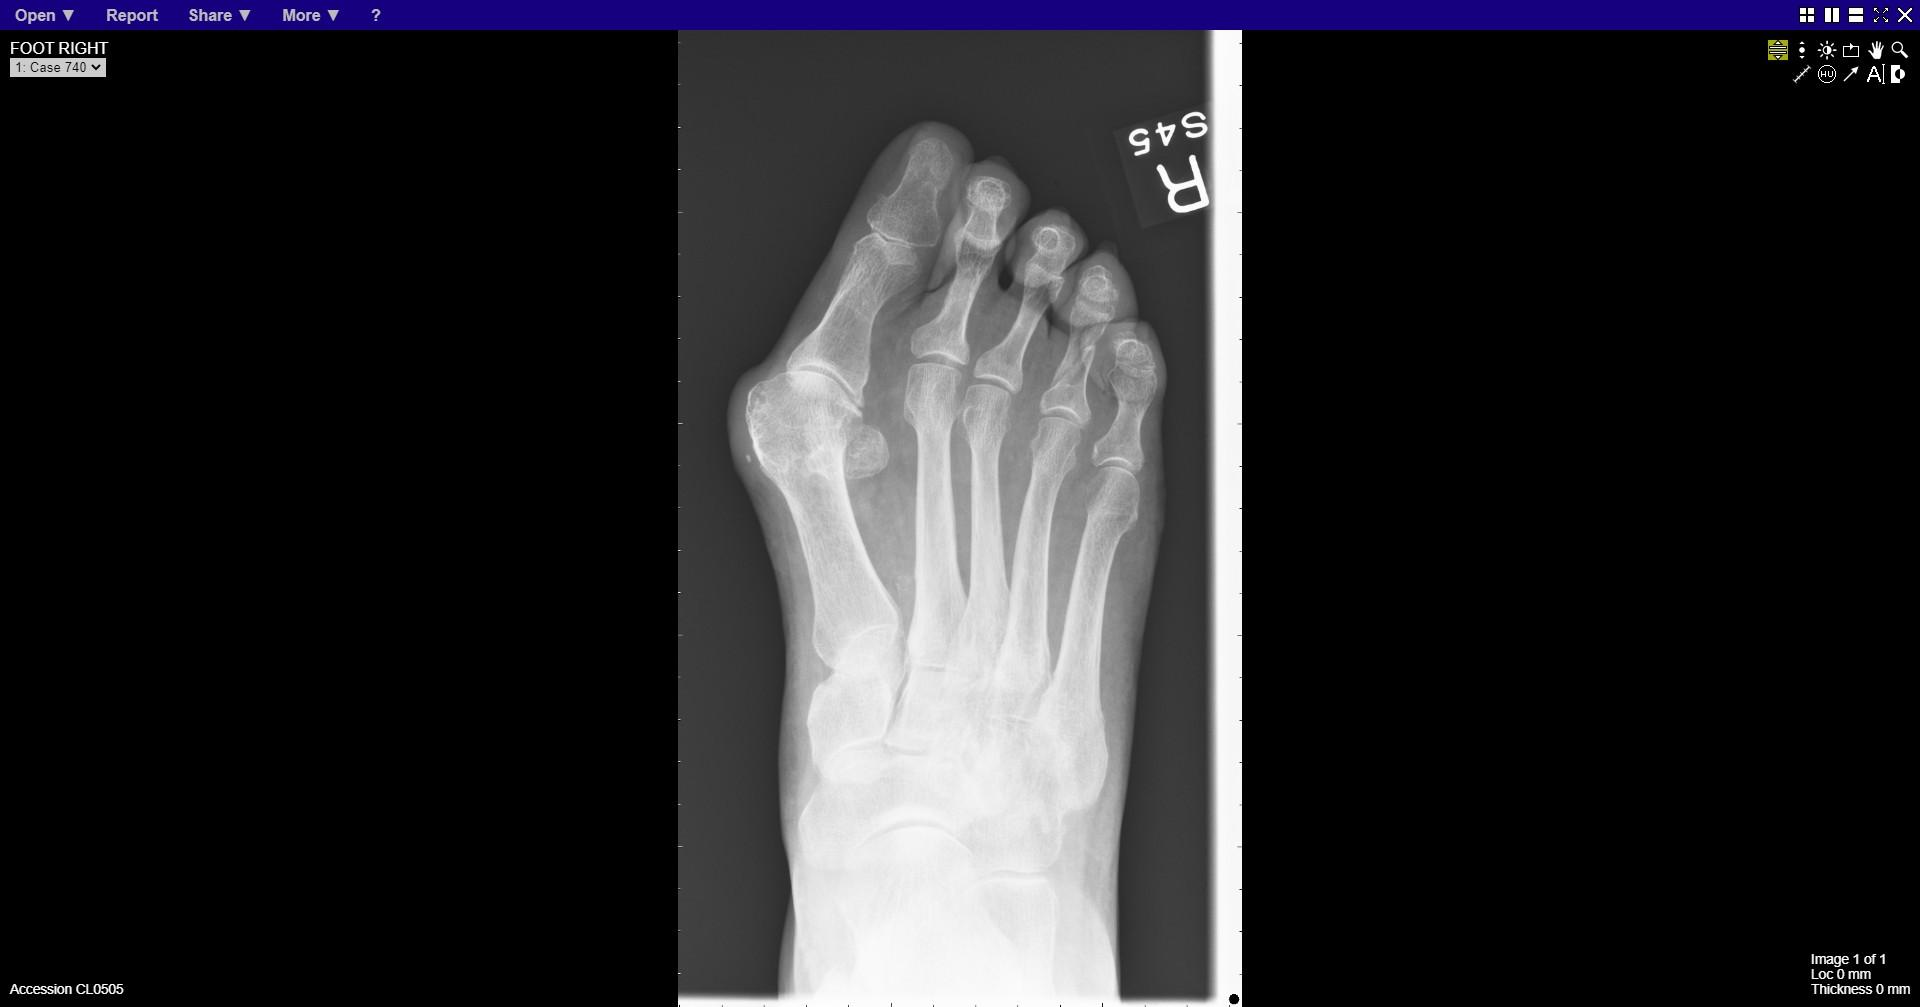 Open ▼ Report Share ▼ More ▼ ?
FOOT RIGHT
1: Case 740
HU
A
S45
R
Accession CL0505
Image 1 of 1
Loc 0 mm
Thickness 0 mm